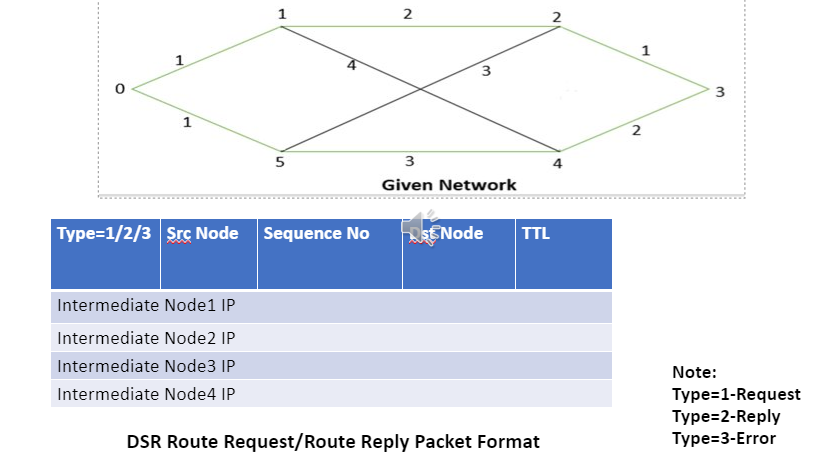 1
2
2
1
4
3
1
0
3
1
2
5
3
4
Given Network
Type=1/2/3 Src Node Sequence No Dst Node TTL
Intermediate Node1 IP
Intermediate Node2 IP
Intermediate Node3 IP
Intermediate Node4 IP
Note:
Type=1-Request
Type=2-Reply
Type=3-Error
DSR Route Request/Route Reply Packet Format